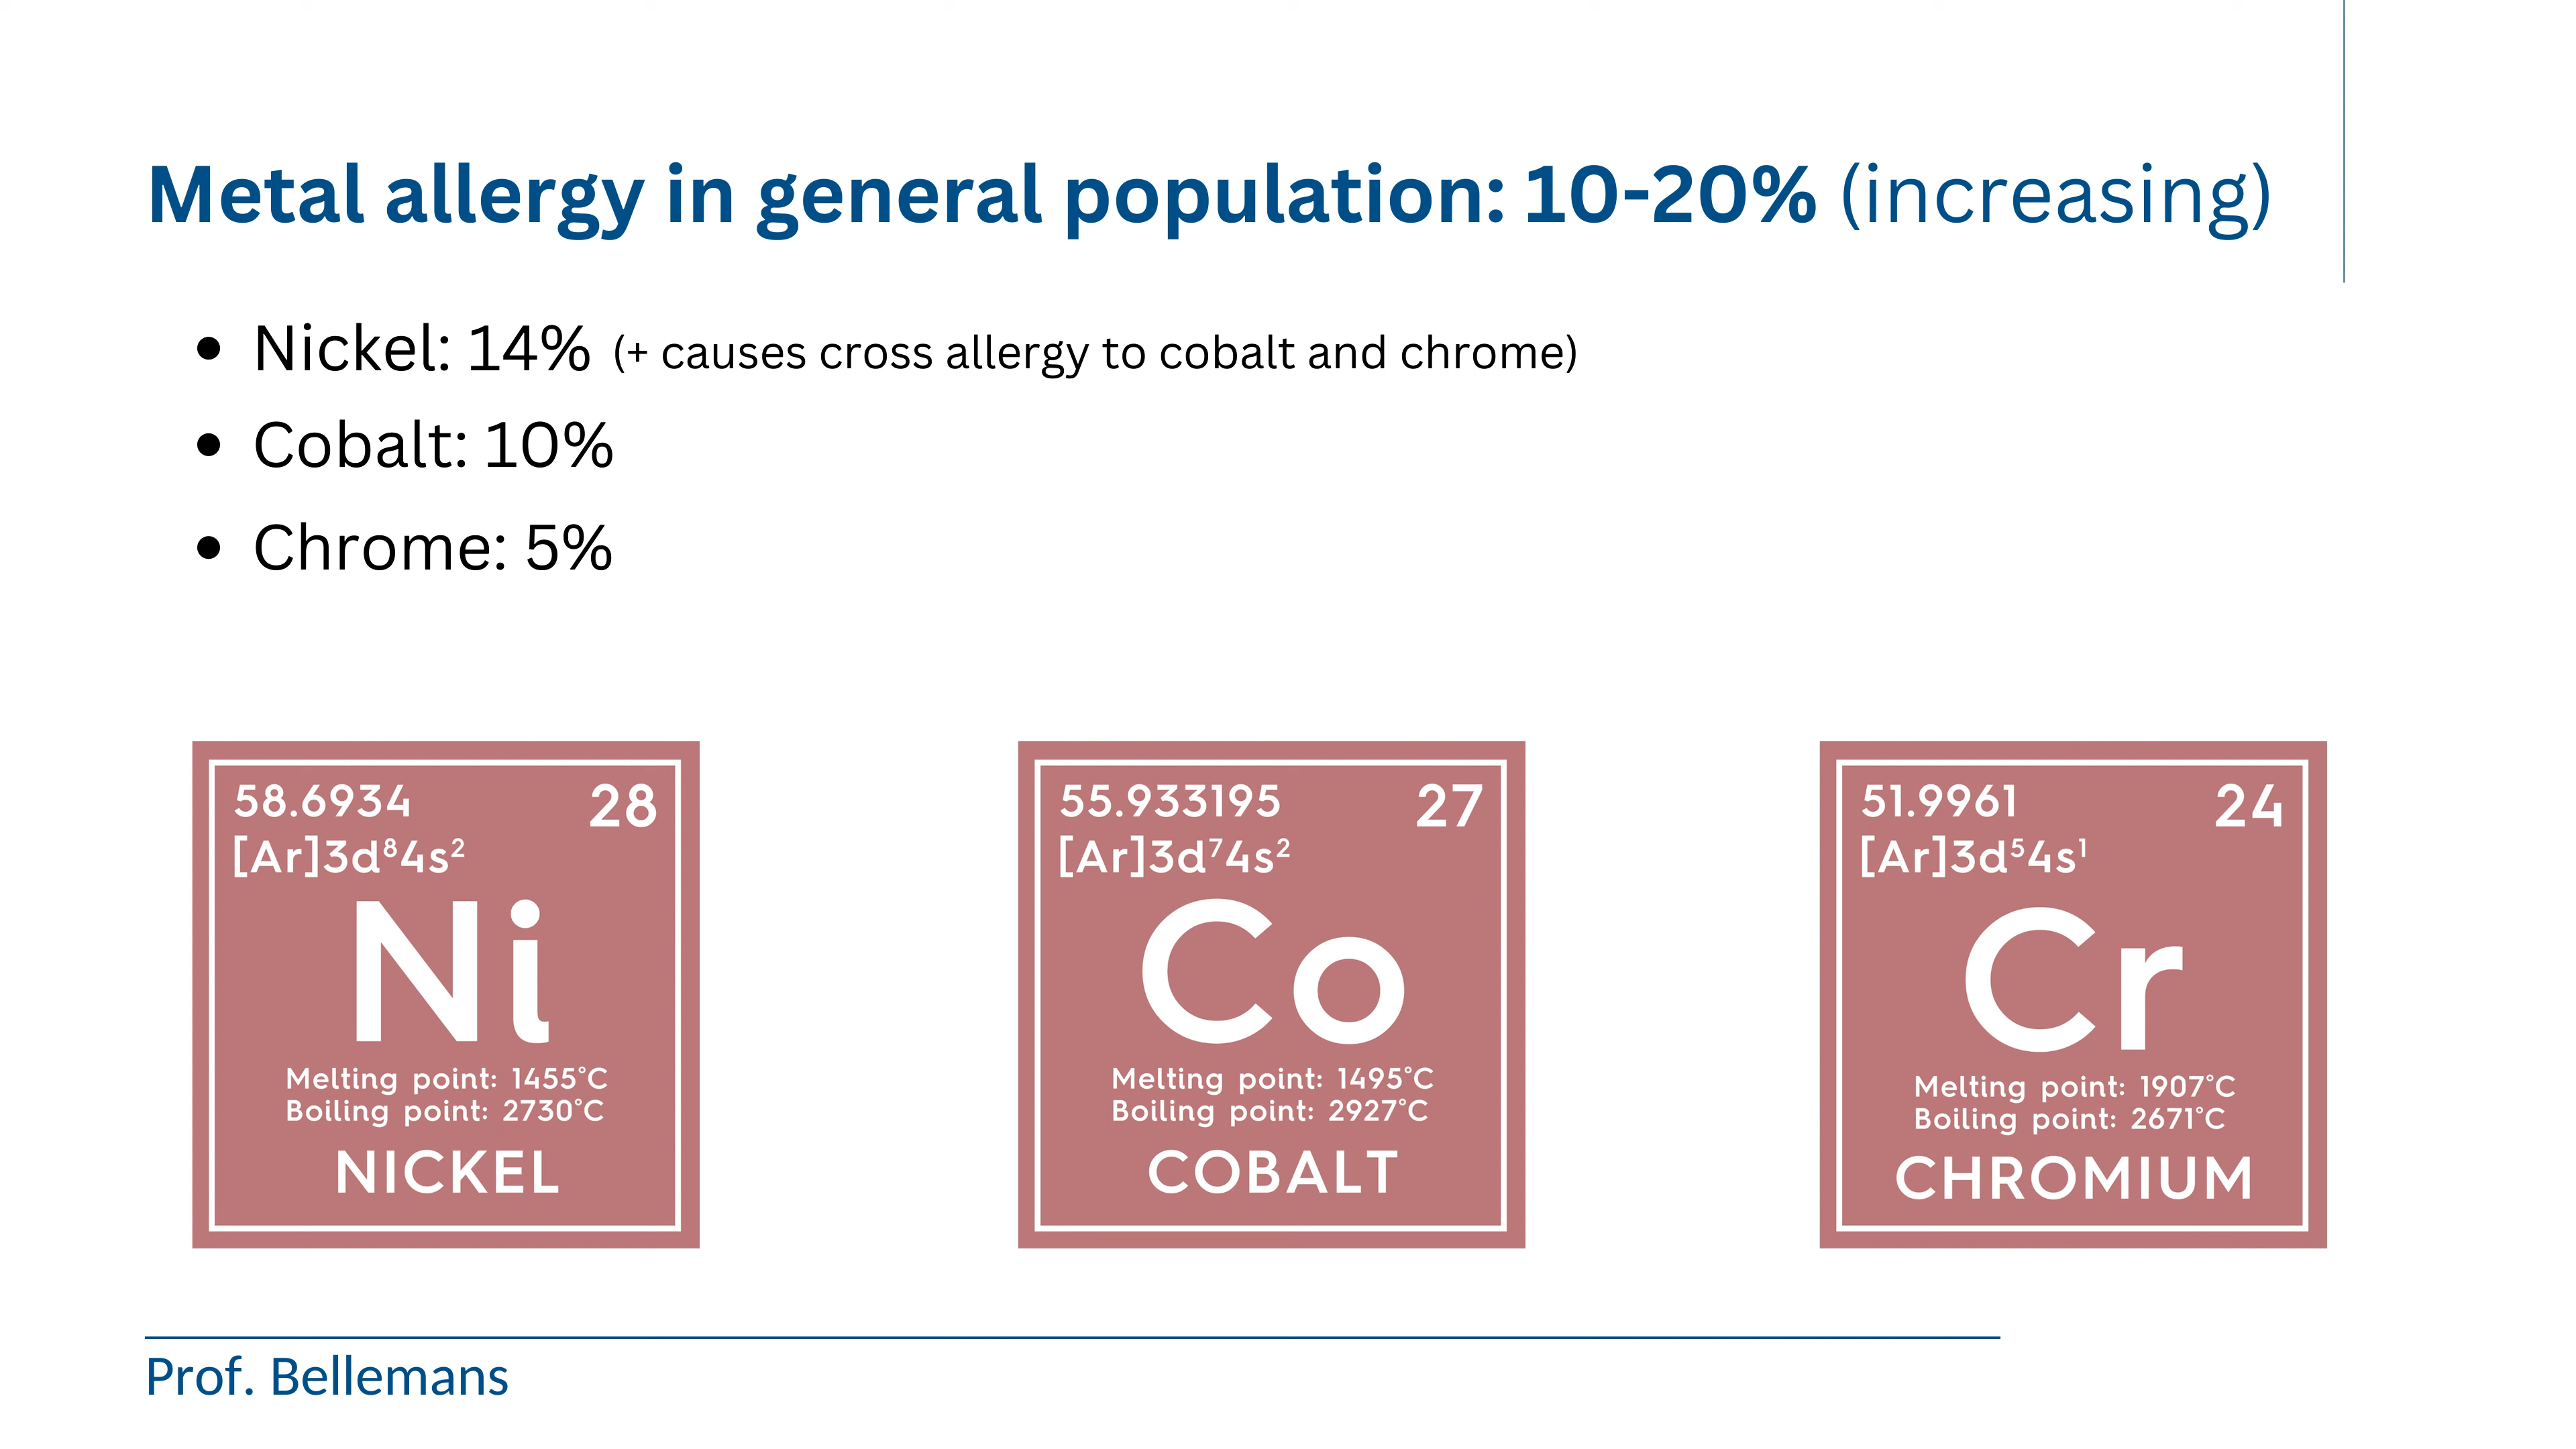 Metal allergy in general population: 10-20% (increasing)
• Nickel: 14% (+ causes cross allergy to cobalt and chrome)
• Cobalt: 10%
• Chrome: 5%
58.6934 28
[Ar]3d⁸4s²
Ni
Melting point: 1455°C
Boiling point: 2730°C
NICKEL
55.933195 27
[Ar]3d⁷4s²
Co
Melting point: 1495°C
Boiling point: 2927°C
COBALT
51.9961 24
[Ar]3d⁵4s¹
Cr
Melting point: 1907°C
Boiling point: 2671°C
CHROMIUM
Prof. Bellemans